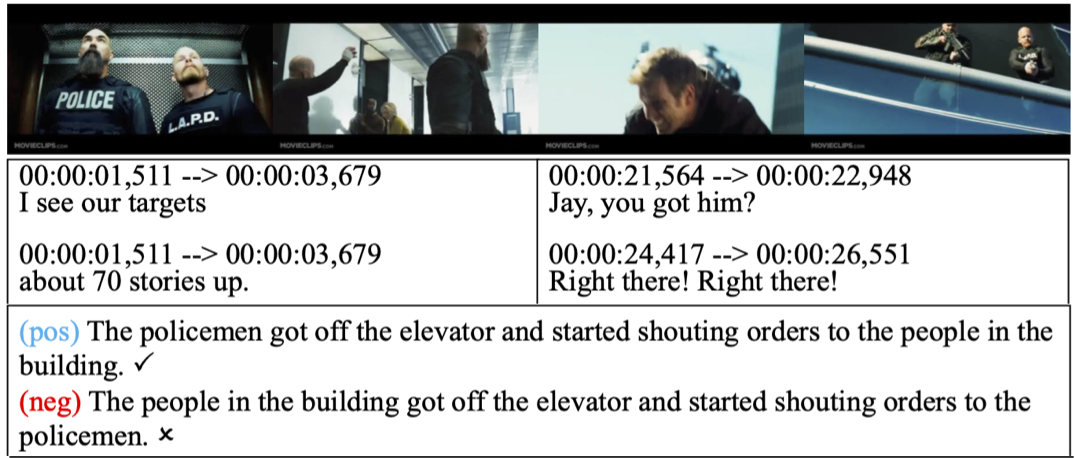 POLICE
L.A.P.D.
MOVIECLIPS.COM
MOVIECLIPS.COM
MOVIECLIPS.COM
MOVIECLIPS.COM
00:00:01,511 --> 00:00:03,679
I see our targets
00:00:01,511 --> 00:00:03,679
about 70 stories up.
00:00:21,564 --> 00:00:22,948
Jay, you got him?
00:00:24,417 --> 00:00:26,551
Right there! Right there!
(pos) The policemen got off the elevator and started shouting orders to the people in the
building. ✓
(neg) The people in the building got off the elevator and started shouting orders to the
policemen. ×